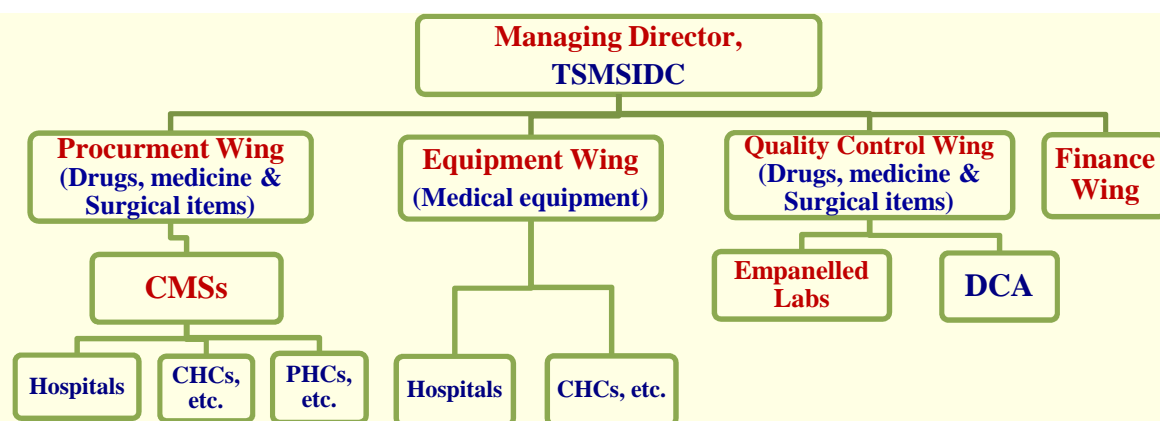 Managing Director,
TSMSIDC
Procurment Wing
(Drugs, medicine &
Surgical items)
Equipment Wing
(Medical equipment)
Quality Control Wing
(Drugs, medicine &
Surgical items)
Finance
Wing
CMSs
Empanelled
Labs
DCA
Hospitals
CHCs,
etc.
PHCs,
etc.
Hospitals
CHCs, etc.